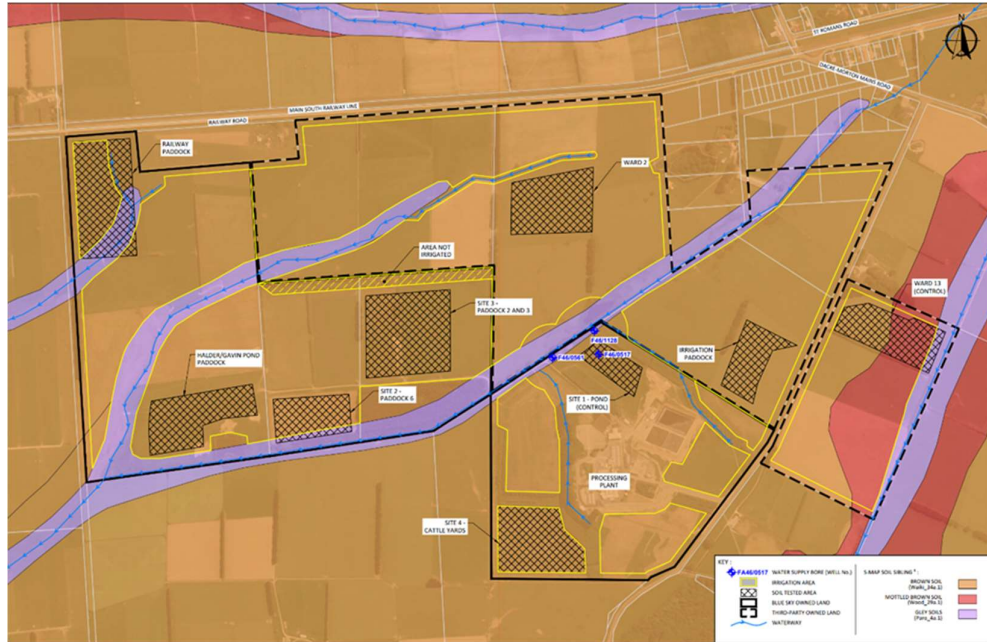 ST ROMANS ROAD
N
DACRE-MORTON MAINS ROAD
MAIN SOUTH RAILWAY LINE
RAILWAY ROAD
RAILWAY
PADDOCK
WARD 2
AREA NOT
IRRIGATED
WARD 13
(CONTROL)
SITE 3 -
PADDOCK 2 AND 3
F46/1128
F46/0561
F46/0517
IRRIGATION
PADDOCK
HALDER/GAVIN POND
PADDOCK
SITE 2 -
PADDOCK 6
SITE 1 - POND
(CONTROL)
PROCESSING
PLANT
SITE 4 -
CATTLE YARDS
KEY :
FA46/0517 WATER SUPPLY BORE (WELL No.)
IRRIGATION AREA
SOIL TESTED AREA
BLUE SKY OWNED LAND
THIRD-PARTY OWNED LAND
WATERWAY
S-MAP SOIL SIBLING * :
BROWN SOIL
MOTTLED BROWN SOIL
GLEY SOILS